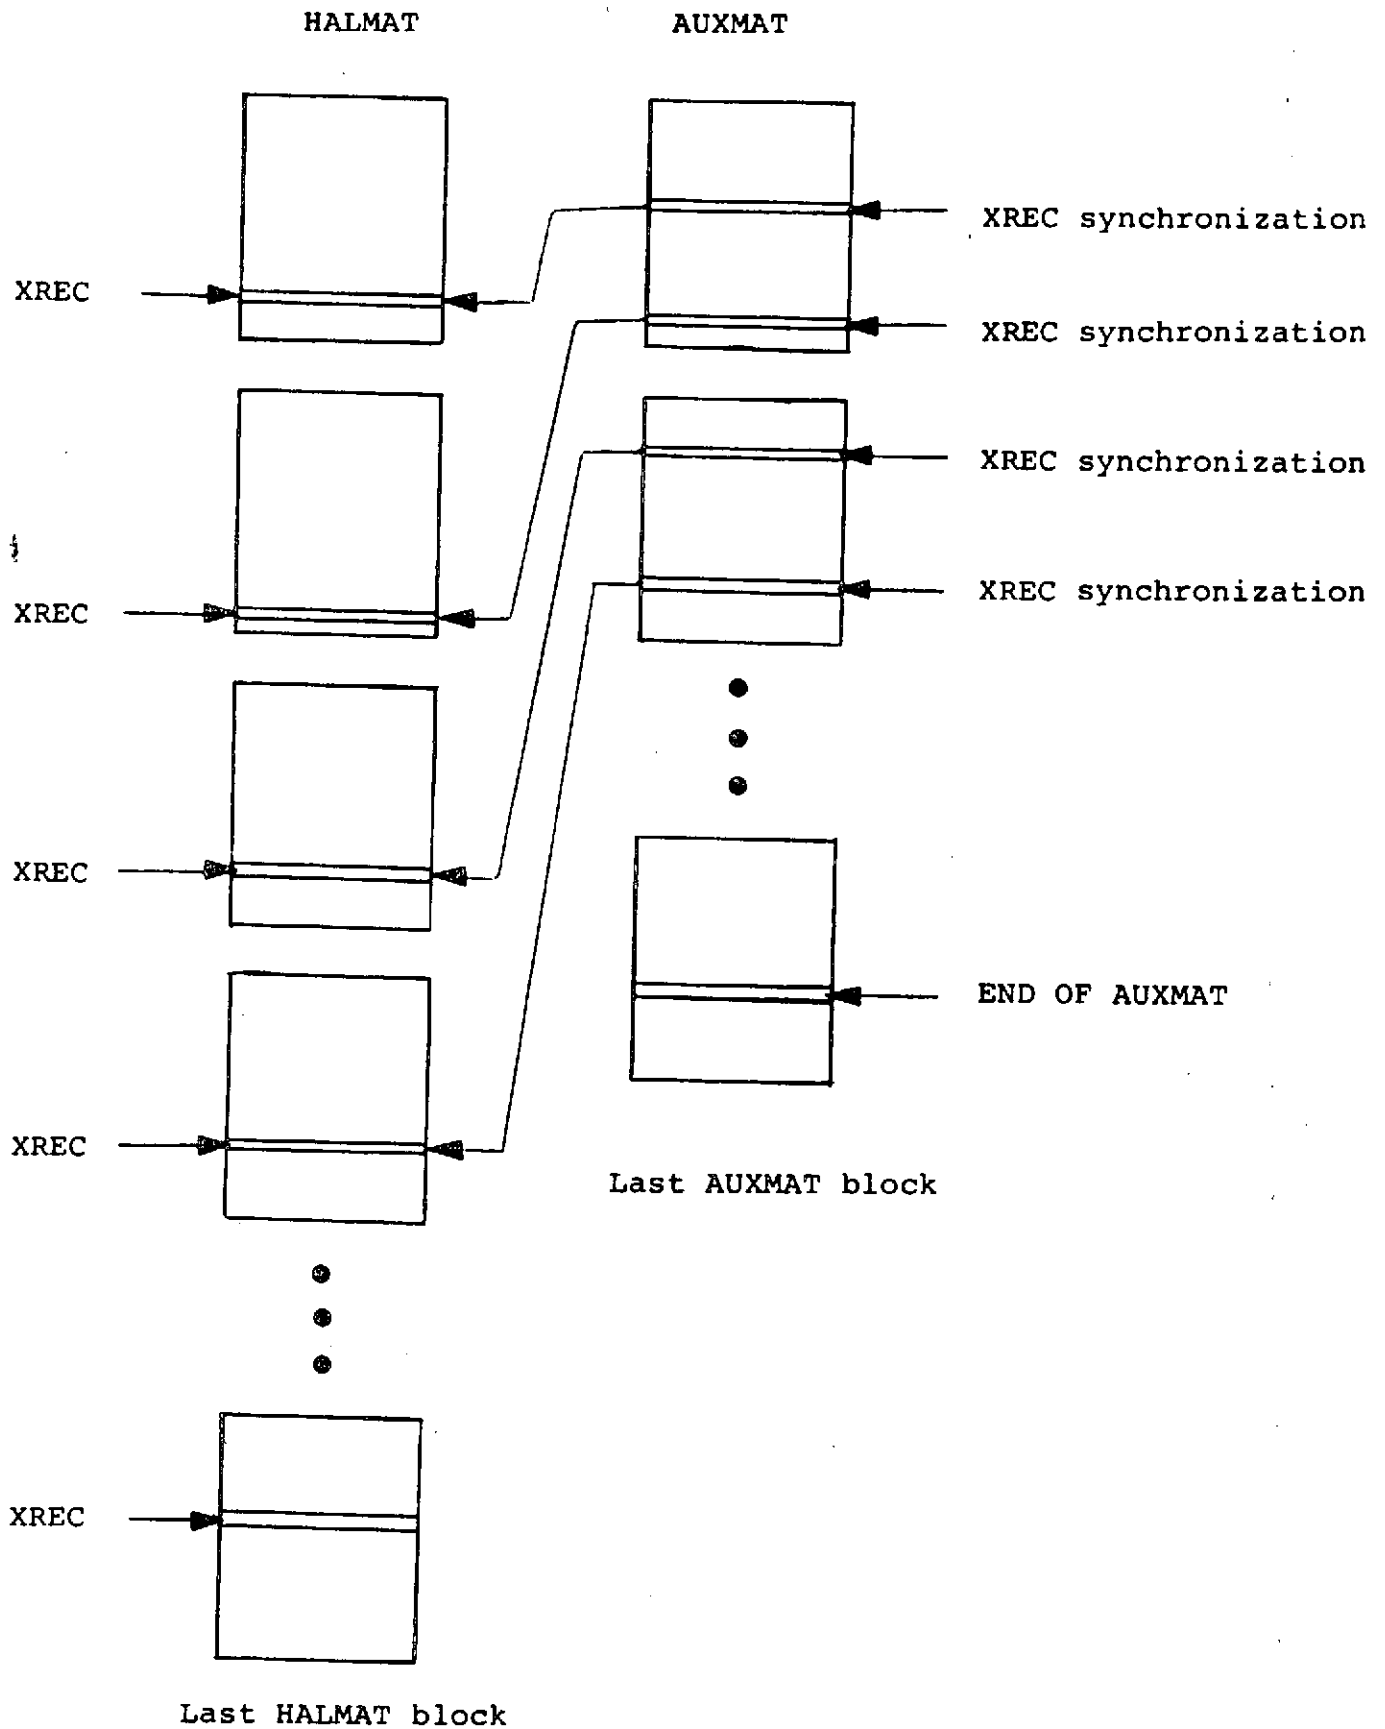 HALMAT AUXMAT
XREC synchronization
XREC
XREC synchronization
XREC synchronization
XREC synchronization
XREC
XREC
END OF AUXMAT
XREC
Last AUXMAT block
XREC
Last HALMAT block